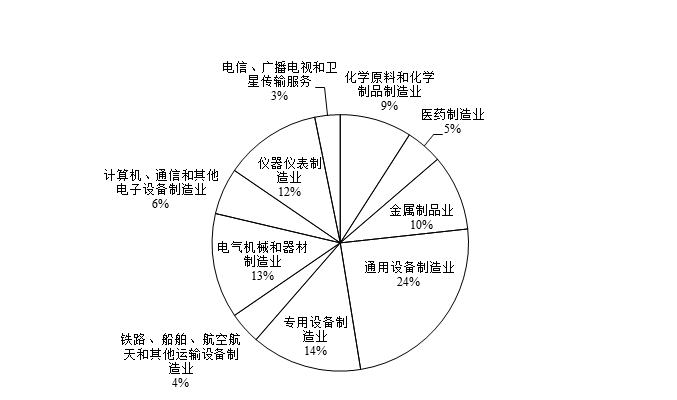 电信、广播电视和卫
星传输服务
3%
化学原料和化学
制品制造业
9%
医药制造业
5%
仪器仪表制
造业
12%
计算机、通信和其他
电子设备制造业
6%
金属制品业
10%
电气机械和器材
制造业
13%
通用设备制造业
24%
专用设备制
造业
14%
铁路、船舶、航空航
天和其他运输设备制
造业
4%